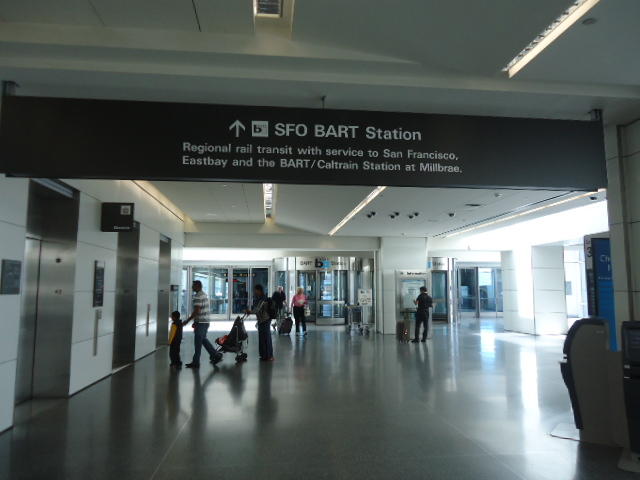 SFO BART Station
Regional rail transit with service to San Francisco,
Eastbay and the BART/Caltrain Station at Millbrae.
BART